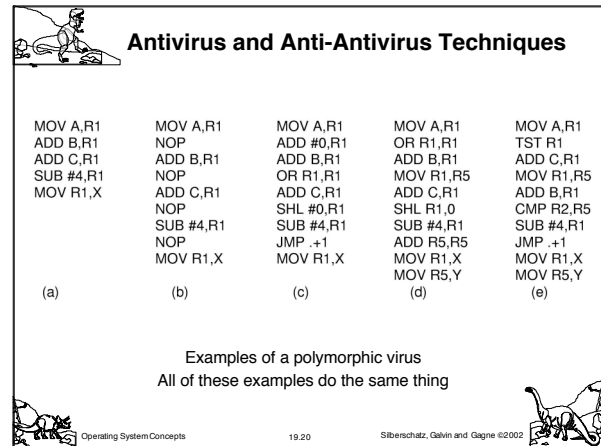 Antivirus and Anti-Antivirus Techniques
MOV A,R1
ADD B,R1
ADD C,R1
SUB #4,R1
MOV R1,X
(a)
MOV A,R1
NOP
ADD B,R1
NOP
ADD C,R1
NOP
SUB #4,R1
NOP
MOV R1,X
(b)
MOV A,R1
ADD #0,R1
ADD B,R1
OR R1,R1
ADD C,R1
SHL #0,R1
SUB #4,R1
JMP .+1
MOV R1,X
(c)
MOV A,R1
OR R1,R1
ADD B,R1
MOV R1,R5
ADD C,R1
SHL R1,0
SUB #4,R1
ADD R5,R5
MOV R1,X
MOV R5,Y
(d)
MOV A,R1
TST R1
ADD C,R1
MOV R1,R5
ADD B,R1
CMP R2,R5
SUB #4,R1
JMP .+1
MOV R1,X
MOV R5,Y
(e)
Examples of a polymorphic virus
All of these examples do the same thing
Operating System Concepts 19.20 Silberschatz, Galvin and Gagne ©2002